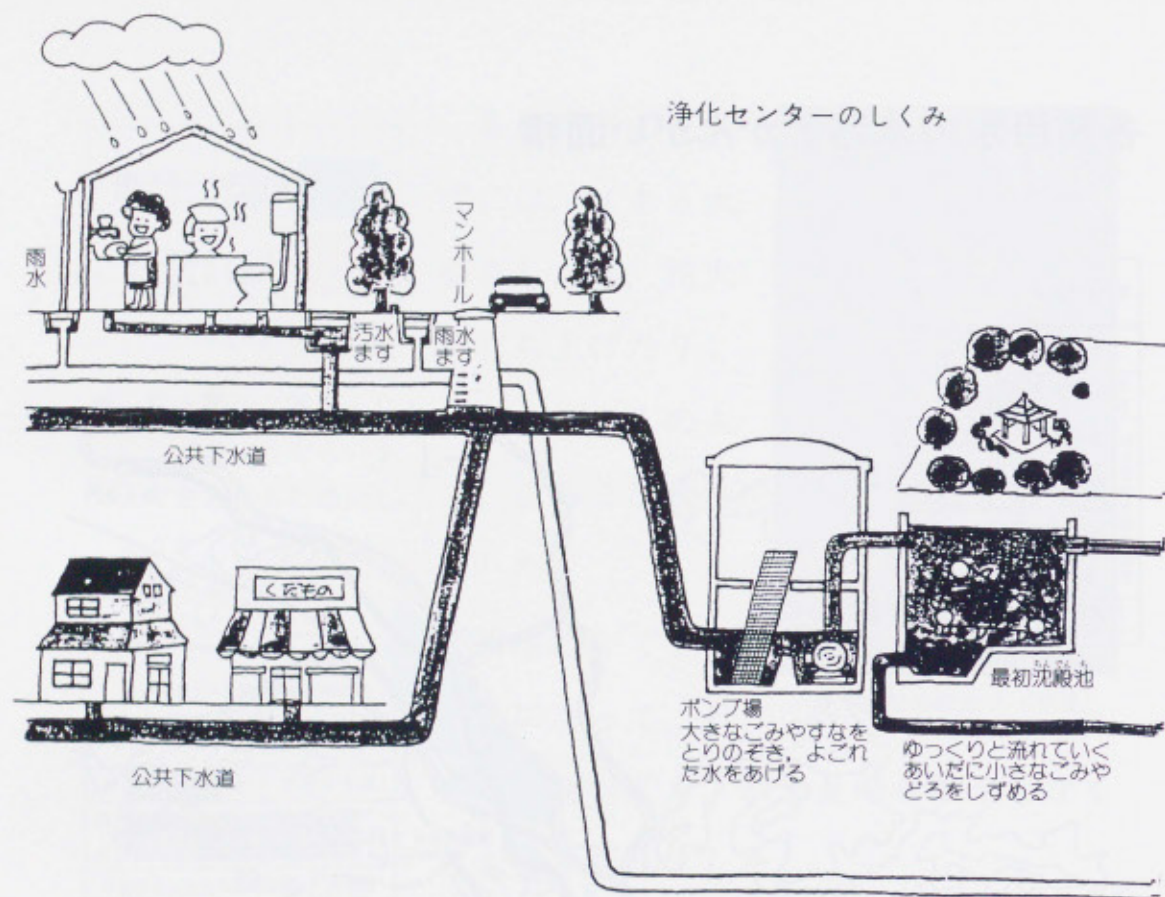 浄化センターのしくみ
雨水
マンホール
汚水
ます
雨水
ます
公共下水道
くだもの
公共下水道
ポンプ場
大きなごみやすなを
とりのぞき，よごれ
た水をあげる
ちんでんち
最初沈殿池
ゆっくりと流れていく
あいだに小さなごみや
どろをしずめる